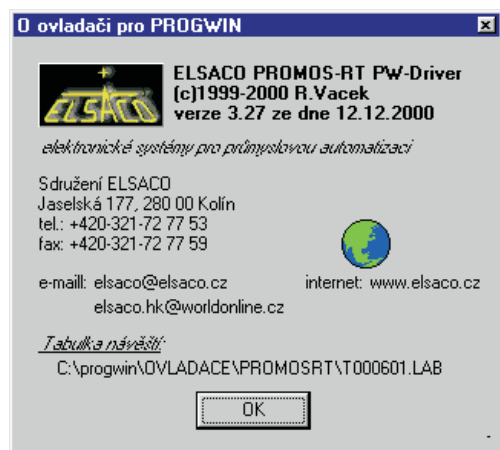 O ovladači pro PROGWIN
ELSACO
ELSACO PROMOS-RT PW-Driver
(c)1999-2000 R.Vacek
verze 3.27 ze dne 12.12.2000
elektronické systémy pro průmyslovou automatizaci
Sdružení ELSACO
Jaselská 177, 280 00 Kolín
tel.: +420-321-72 77 53
fax: +420-321-72 77 59
e-maill: elsaco@elsaco.cz internet: www.elsaco.cz
elsaco.hk@worldonline.cz
Tabulka návěští:
C:\progwin\OVLADACE\PROMOSRT\T000601.LAB
OK